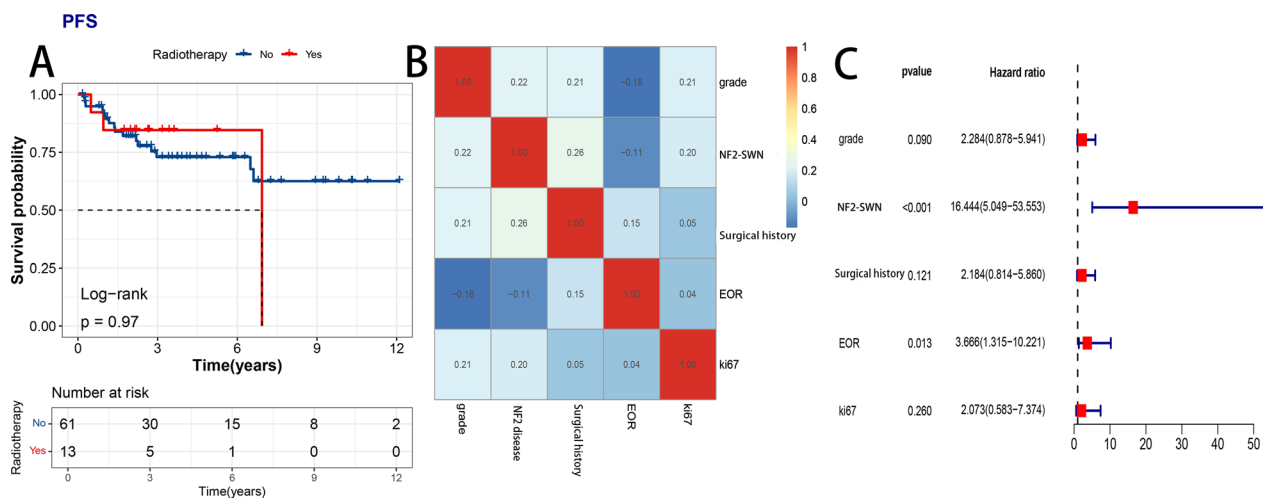 PFS
A
Radiotherapy No Yes
Survival probability
1.00
0.75
0.50
0.25
0.00
Log-rank
p = 0.97
0 3 6 9 12
Time(years)
Number at risk
Radiotherapy
No 61 30 15 8 2
Yes 13 5 1 0 0
0 3 6 9 12
Time(years)
B
1.00 0.22 0.21 −0.18 0.21 grade
0.22 1.00 0.26 −0.11 0.20 NF2-SWN
0.21 0.26 1.00 0.15 0.05 Surgical history
−0.18 −0.11 0.15 1.00 0.04 EOR
0.21 0.20 0.05 0.04 1.00 ki67
grade
NF2 disease
Surgical history
EOR
ki67
1
0.8
0.6
0.4
0.2
0
C
pvalue Hazard ratio
grade 0.090 2.284(0.878−5.941)
NF2-SWN <0.001 16.444(5.049−53.553)
Surgical history 0.121 2.184(0.814−5.860)
EOR 0.013 3.666(1.315−10.221)
ki67 0.260 2.073(0.583−7.374)
0 10 20 30 40 50